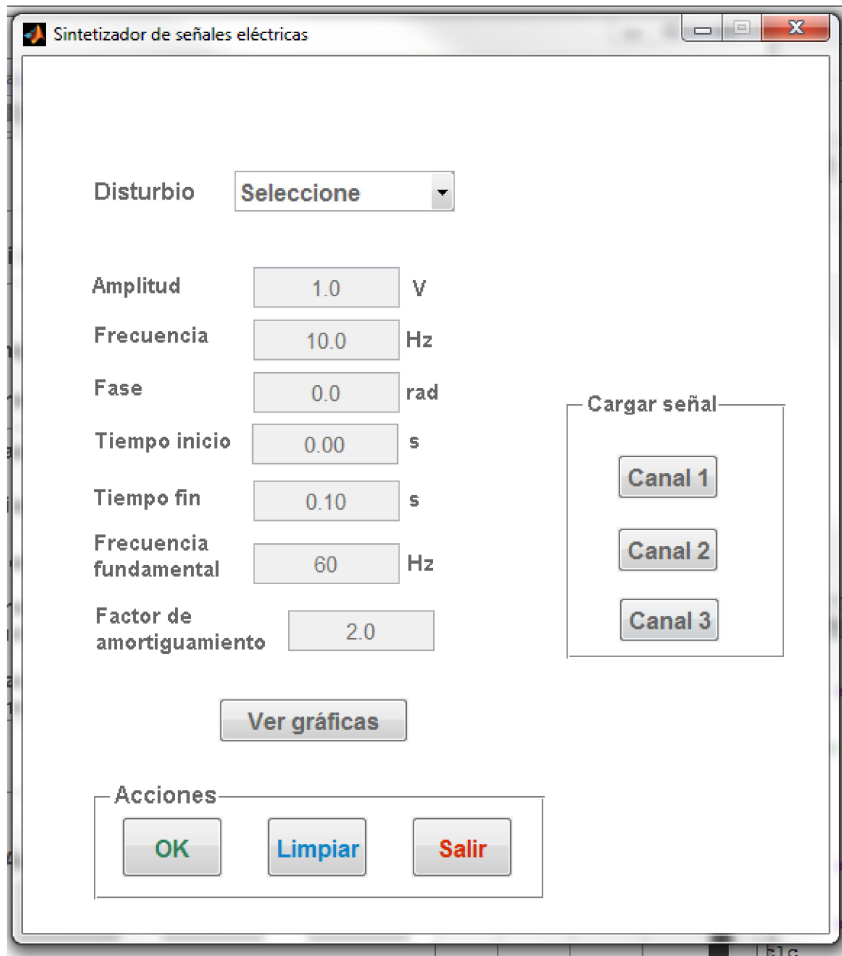 Sintetizador de señales eléctricas
Disturbio Seleccione
Amplitud 1.0 V
Frecuencia 10.0 Hz
Fase 0.0 rad
Tiempo inicio 0.00 s
Tiempo fin 0.10 s
Frecuencia
fundamental 60 Hz
Factor de
amortiguamiento 2.0
Cargar señal
Canal 1
Canal 2
Canal 3
Ver gráficas
Acciones
OK Limpiar Salir